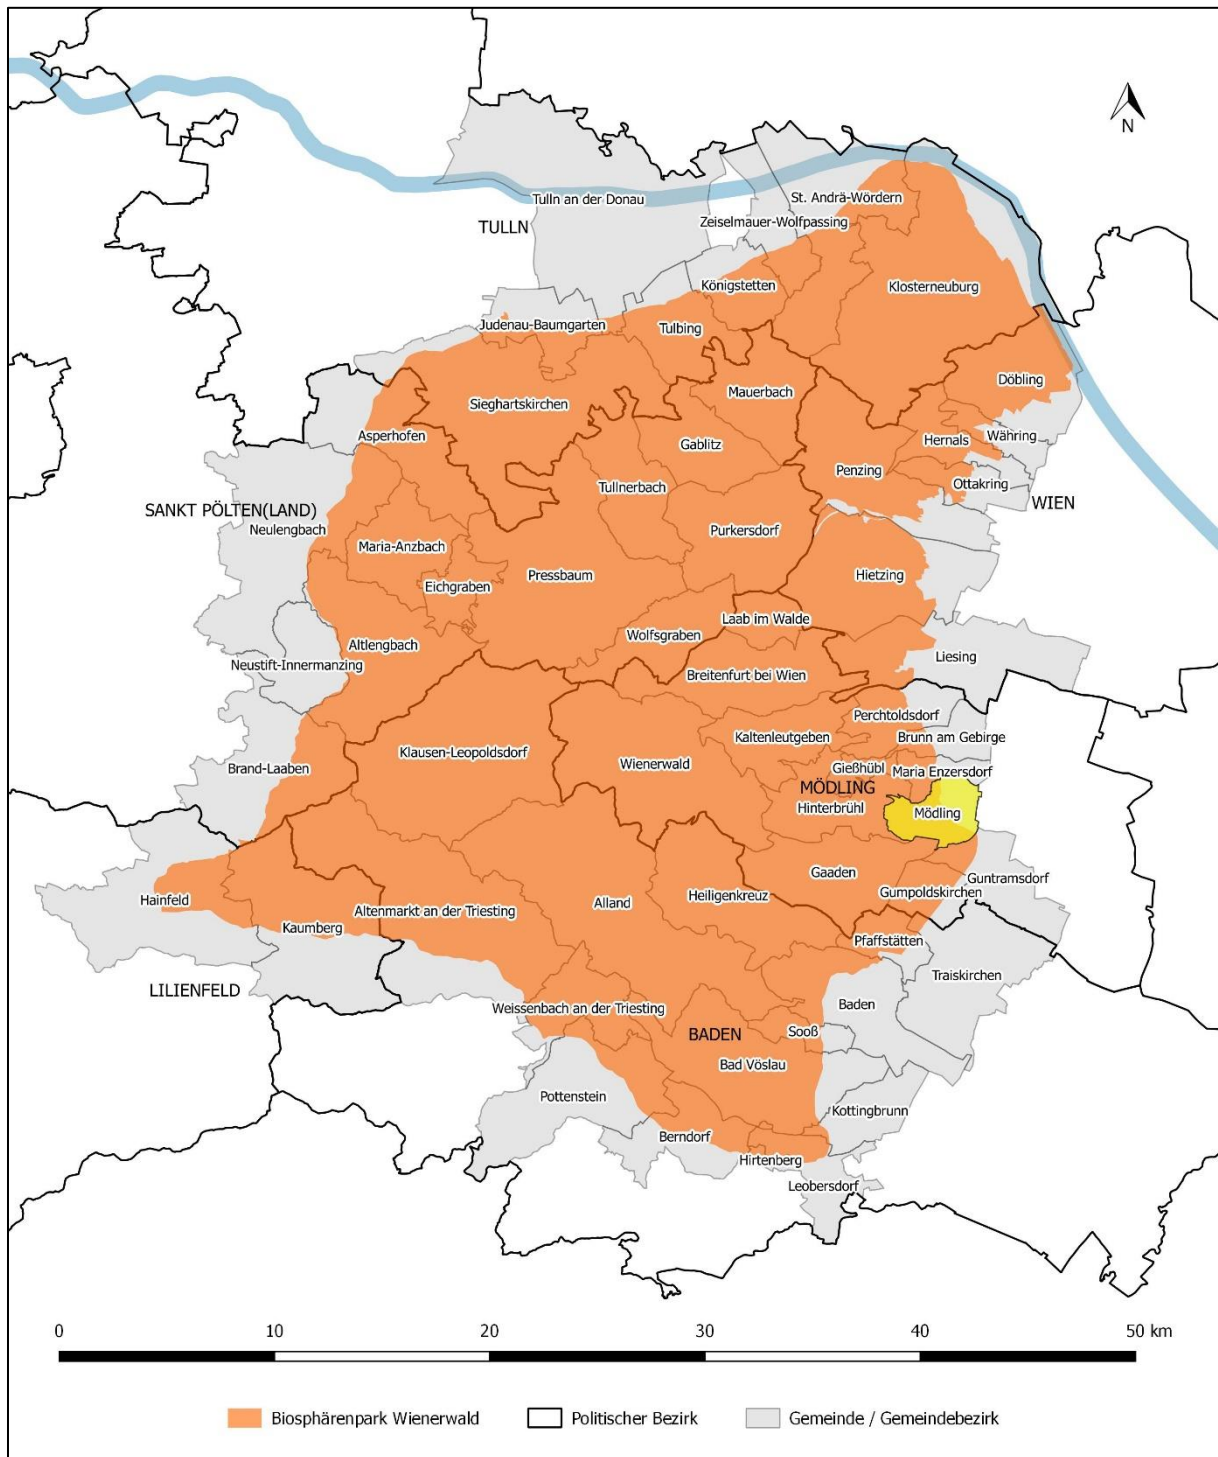 N
Tulln an der Donau
St. Andrä-Wördern
Zeiselmauer-Wolfpassing
TULLN
Königstetten
Klosterneuburg
Judenau-Baumgarten
Tulbing
Döbling
Mauerbach
Sieghartskirchen
Asperhofen
Gablitz
Hernals
Währing
Penzing
Ottakring
Tullnerbach
WIEN
SANKT PÖLTEN(LAND)
Neulengbach
Purkersdorf
Maria-Anzbach
Eichgraben
Pressbaum
Hietzing
Laab im Walde
Wolfsgraben
Altlengbach
Liesing
Neustift-Innermanzing
Breitenfurt bei Wien
Perchtoldsdorf
Kaltenleutgeben
Brunn am Gebirge
Klausen-Leopoldsdorf
Wienerwald
Brand-Laaben
Gießhübl
Maria Enzersdorf
MÖDLING
Hinterbrühl
Mödling
Gaaden
Guntramsdorf
Gumpoldskirchen
Heiligenkreuz
Hainfeld
Alland
Altenmarkt an der Triesting
Kaumberg
Pfaffstätten
Traiskirchen
LILIENFELD
Weissenbach an der Triesting
Baden
BADEN
Sooß
Bad Vöslau
Pottenstein
Kottingbrunn
Berndorf
Hirtenberg
Leobersdorf
0 10 20 30 40 50 km
Biosphärenpark Wienerwald Politischer Bezirk Gemeinde / Gemeindebezirk